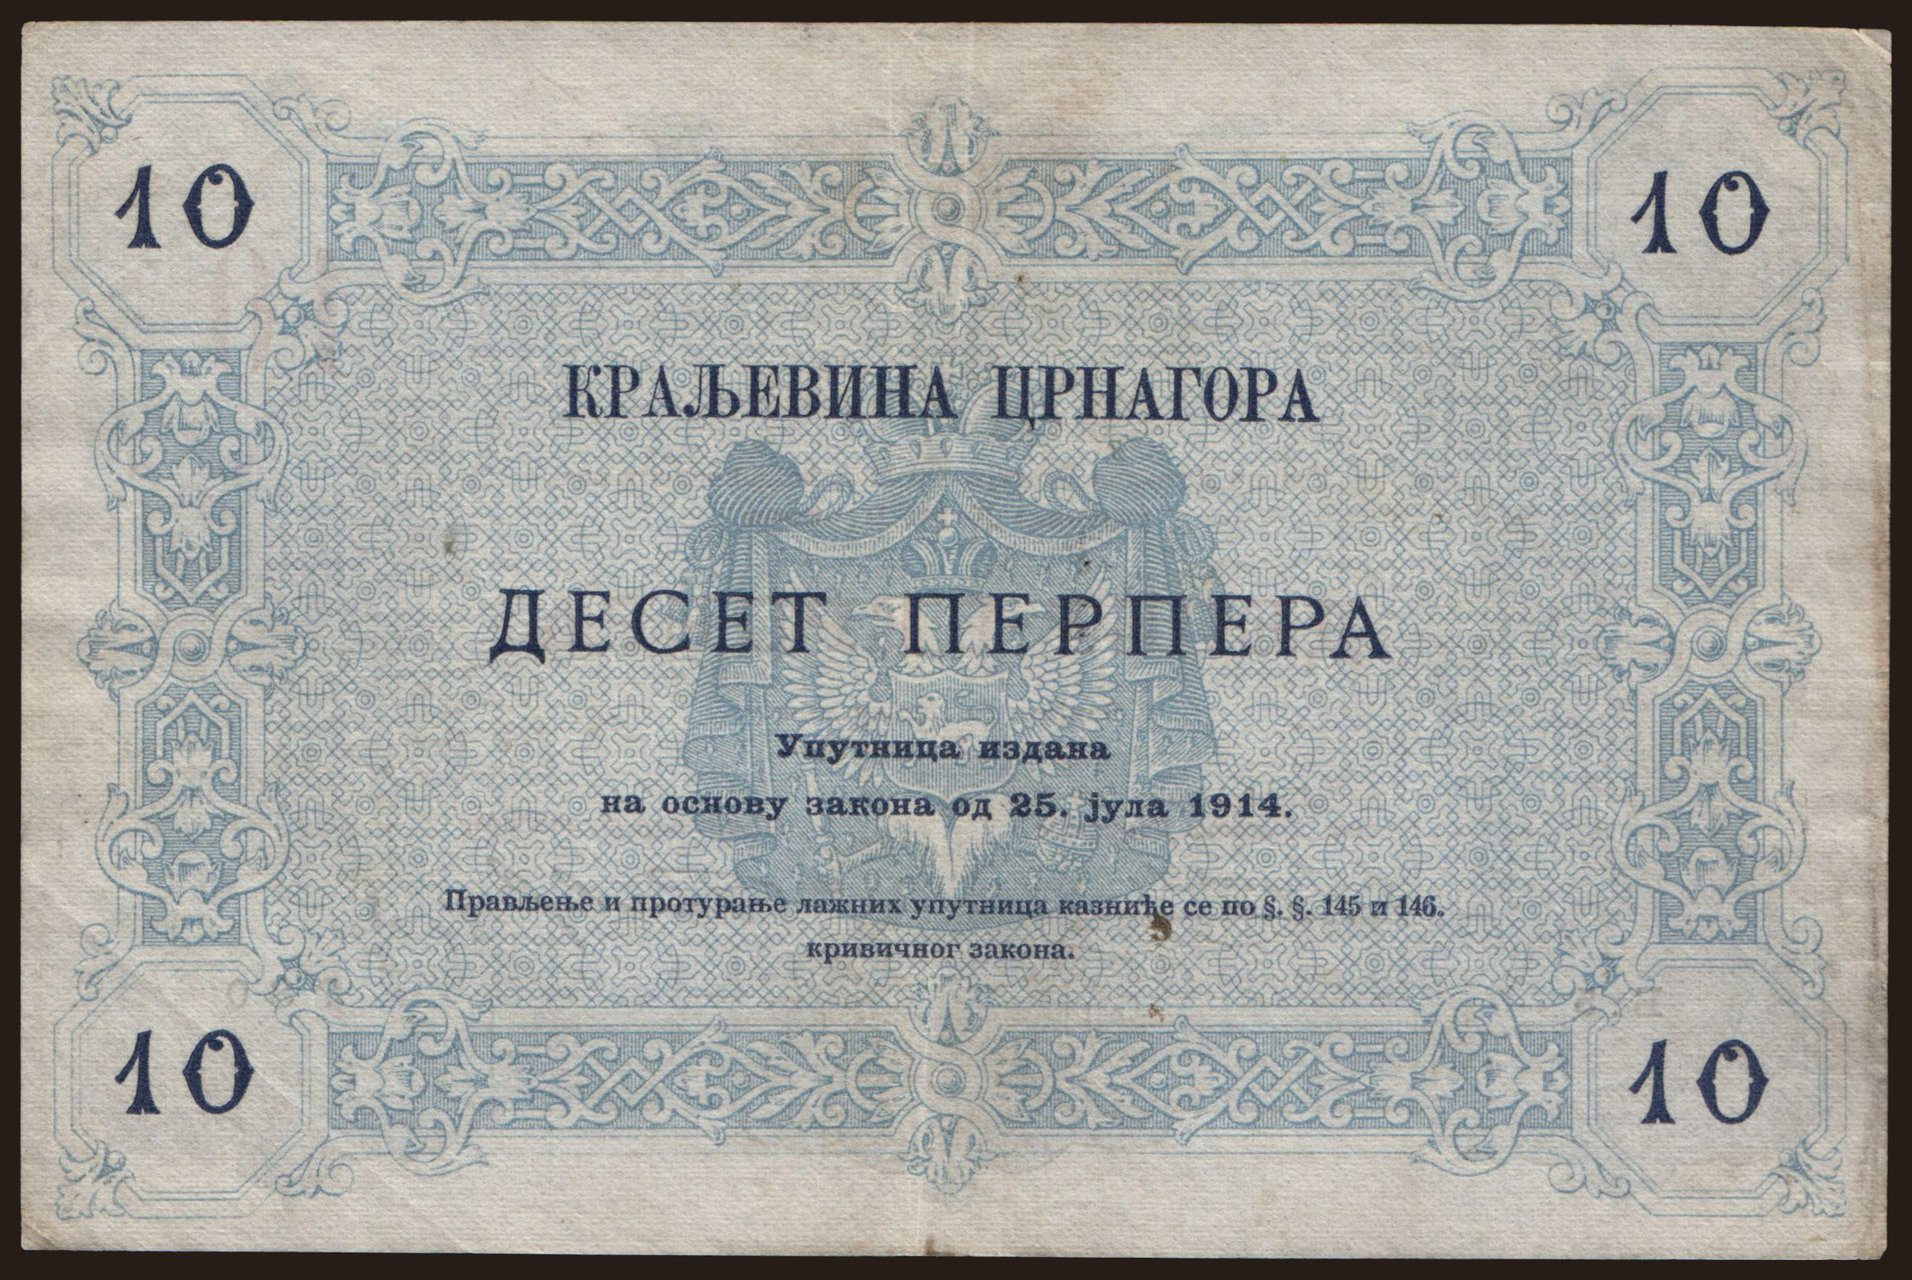 10 10
КРАЉЕВИНА ЦРНАГОРА
ДЕСЕТ ПЕРПЕРА
Упутница издана
на основу закона од 25. јула 1914.
Прављење и протурање лажних упутница казниће се по §. §. 145 и 146.
кривичног закона.
10 10